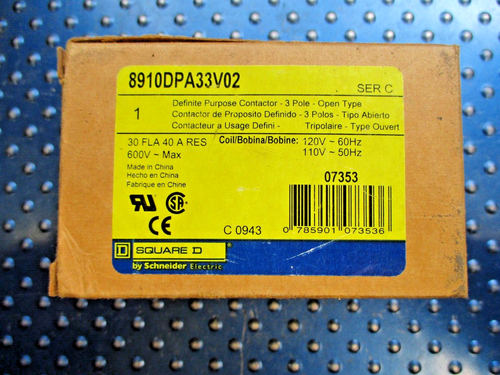 8910DPA33V02
SER C
1
Definite Purpose Contactor - 3 Pole - Open Type
Contactor de Proposito Definido - 3 Polos - Tipo Abierto
Contacteur a Usage Defini - Tripolaire - Type Ouvert
30 FLA 40 A RES
600V ~ Max
Coil/Bobina/Bobine: 120V ~ 60Hz
110V ~ 50Hz
Made in China
Hecho en China
Fabrique en Chine
07353
C 0943
0 785901 073536
D SQUARE D
by Schneider Electric